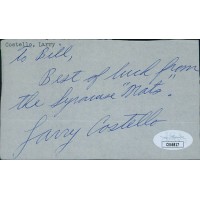 Costello, Larry
To Bill,
Best of luck from
the Syracuse "Nats".
Larry Costello
JSA